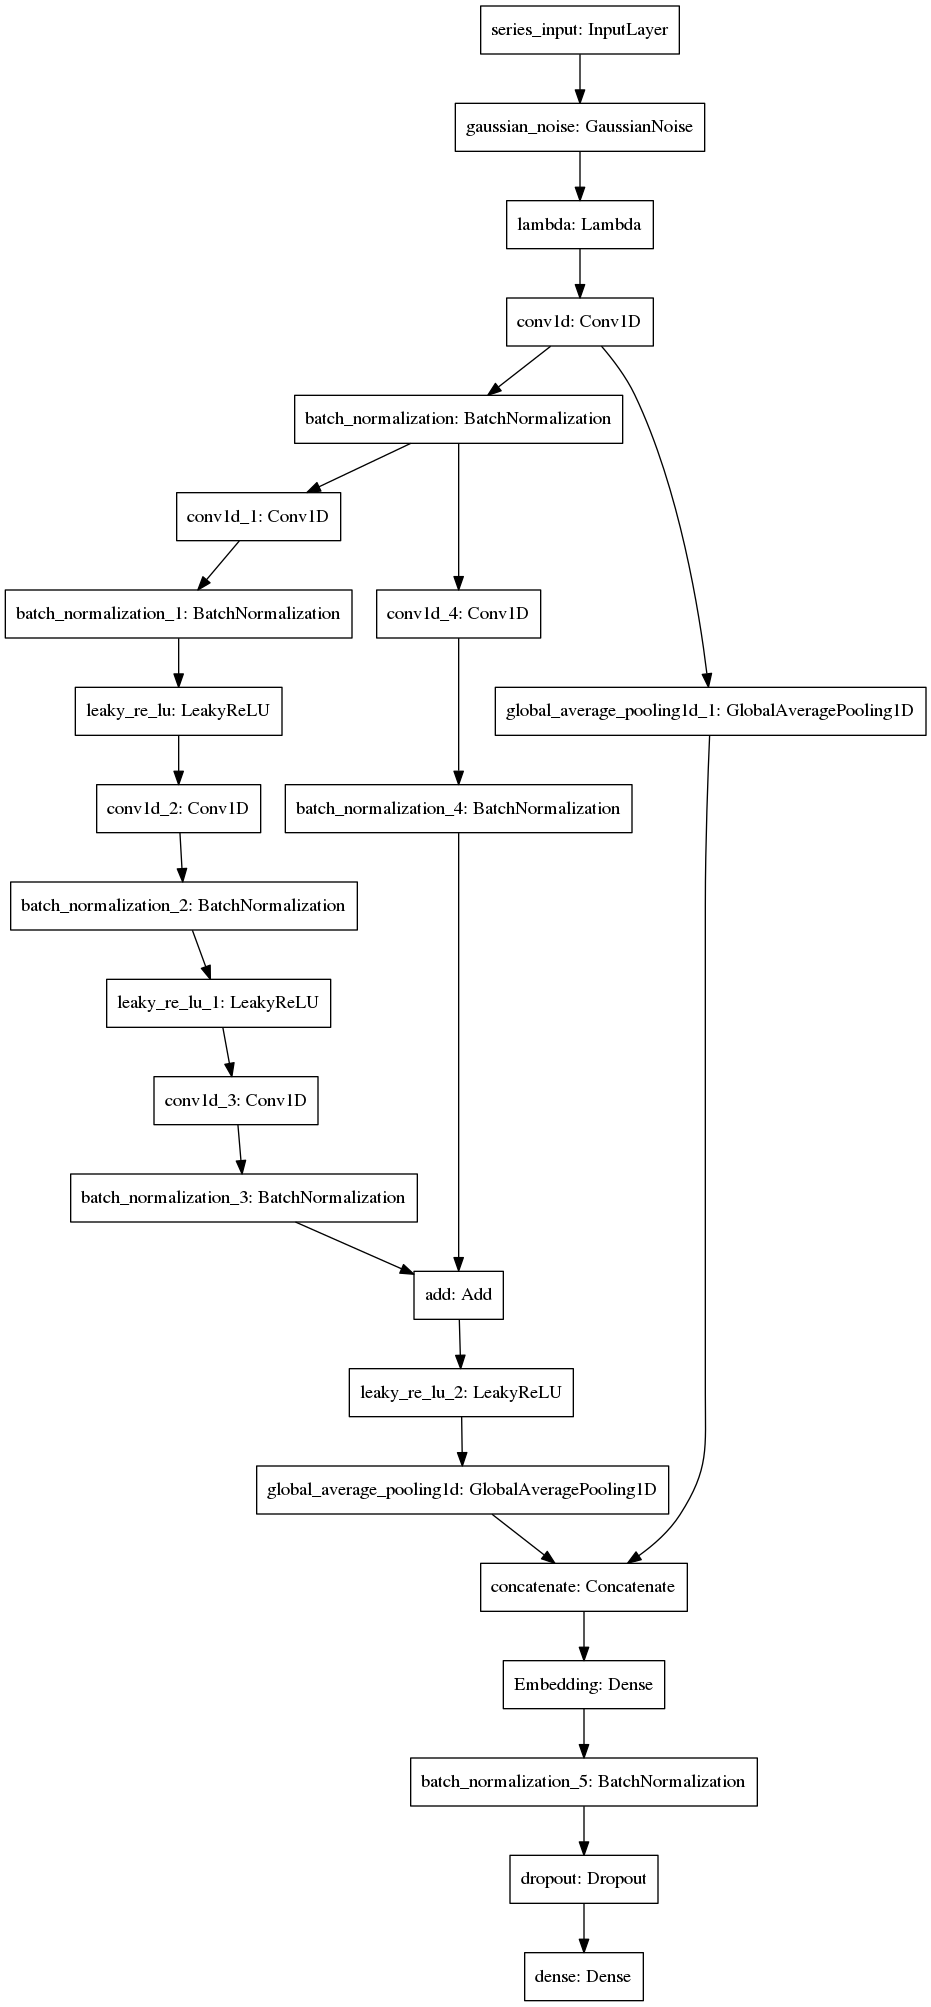 series_input: InputLayer
gaussian_noise: GaussianNoise
lambda: Lambda
conv1d: Conv1D
batch_normalization: BatchNormalization
conv1d_1: Conv1D
batch_normalization_1: BatchNormalization
conv1d_4: Conv1D
leaky_re_lu: LeakyReLU
global_average_pooling1d_1: GlobalAveragePooling1D
conv1d_2: Conv1D
batch_normalization_4: BatchNormalization
batch_normalization_2: BatchNormalization
leaky_re_lu_1: LeakyReLU
conv1d_3: Conv1D
batch_normalization_3: BatchNormalization
add: Add
leaky_re_lu_2: LeakyReLU
global_average_pooling1d: GlobalAveragePooling1D
concatenate: Concatenate
Embedding: Dense
batch_normalization_5: BatchNormalization
dropout: Dropout
dense: Dense